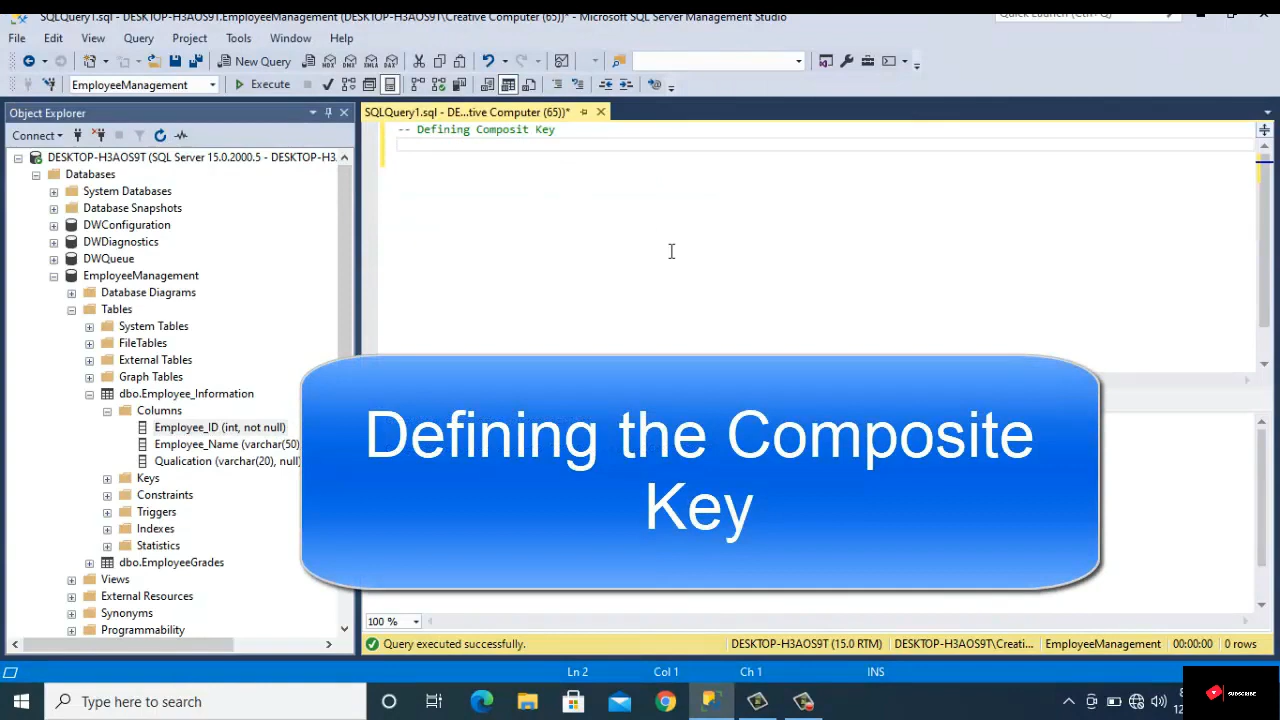 SQLQuery1.sql - DESKTOP-H3AOS9T.EmployeeManagement (DESKTOP-H3AOS9T\Creative Computer (65))* - Microsoft SQL Server Management Studio
Quick Launch (Ctrl+Q)
File Edit View Query Project Tools Window Help
New Query
EmployeeManagement Execute
Object Explorer
SQLQuery1.sql - DE...tive Computer (65))*
Connect
-- Defining Composit Key
DESKTOP-H3AOS9T (SQL Server 15.0.2000.5 - DESKTOP-H3
Databases
System Databases
Database Snapshots
DWConfiguration
DWDiagnostics
DWQueue
EmployeeManagement
Database Diagrams
Tables
System Tables
FileTables
External Tables
Graph Tables
dbo.Employee_Information
Columns
Employee_ID (int, not null)
Employee_Name (varchar(50)
Qualication (varchar(20), null)
Keys
Constraints
Triggers
Indexes
Statistics
dbo.EmployeeGrades
Views
External Resources
Synonyms
Programmability
Defining the Composite
Key
100 %
Query executed successfully. DESKTOP-H3AOS9T (15.0 RTM) DESKTOP-H3AOS9T\Creati... EmployeeManagement 00:00:00 0 rows
Ln 2 Col 1 Ch 1 INS
Type here to search
SUBSCRIBE